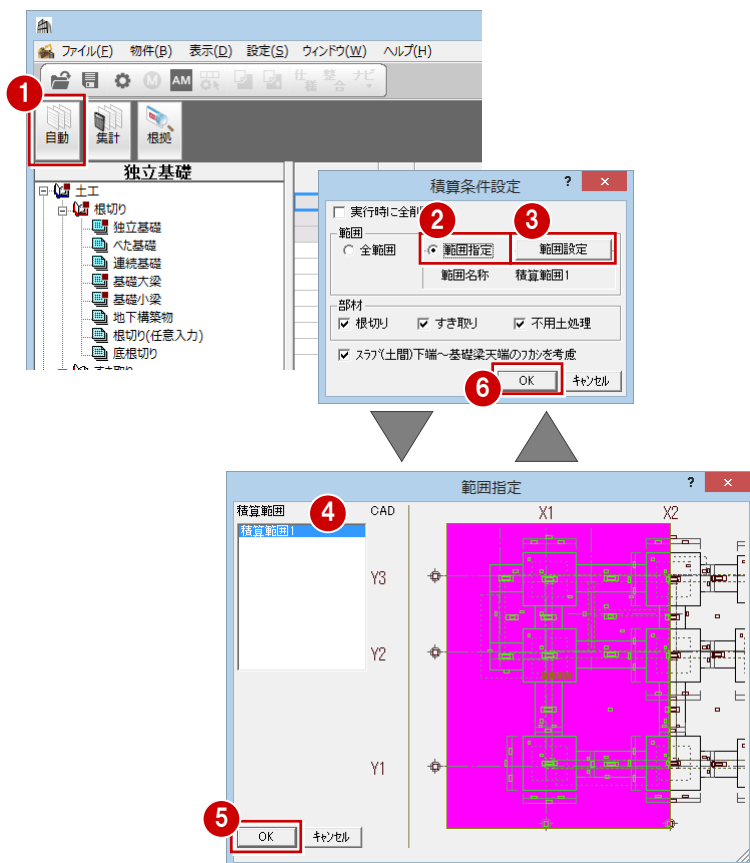 ファイル(F) 物件(B) 表示(D) 設定(S) ウィンドウ(W) ヘルプ(H)
AM 仕様 整合 ナビ
1
自動 集計 根拠
独立基礎
土工
根切り
独立基礎
べた基礎
連続基礎
基礎大梁
基礎小梁
地下構築物
根切り(任意入力)
底根切り
積算条件設定 ? ×
実行時に全削
2 3
範囲
全範囲 範囲指定 範囲設定
範囲名称 積算範囲1
部材
根切り すき取り 不用土処理
スラブ(土間)下端~基礎梁天端のフカシを考慮
6 OK キャンセル
範囲指定 ? ×
積算範囲 4 CAD X1 X2
積算範囲1
Y3
Y2
Y1
5
OK キャンセル